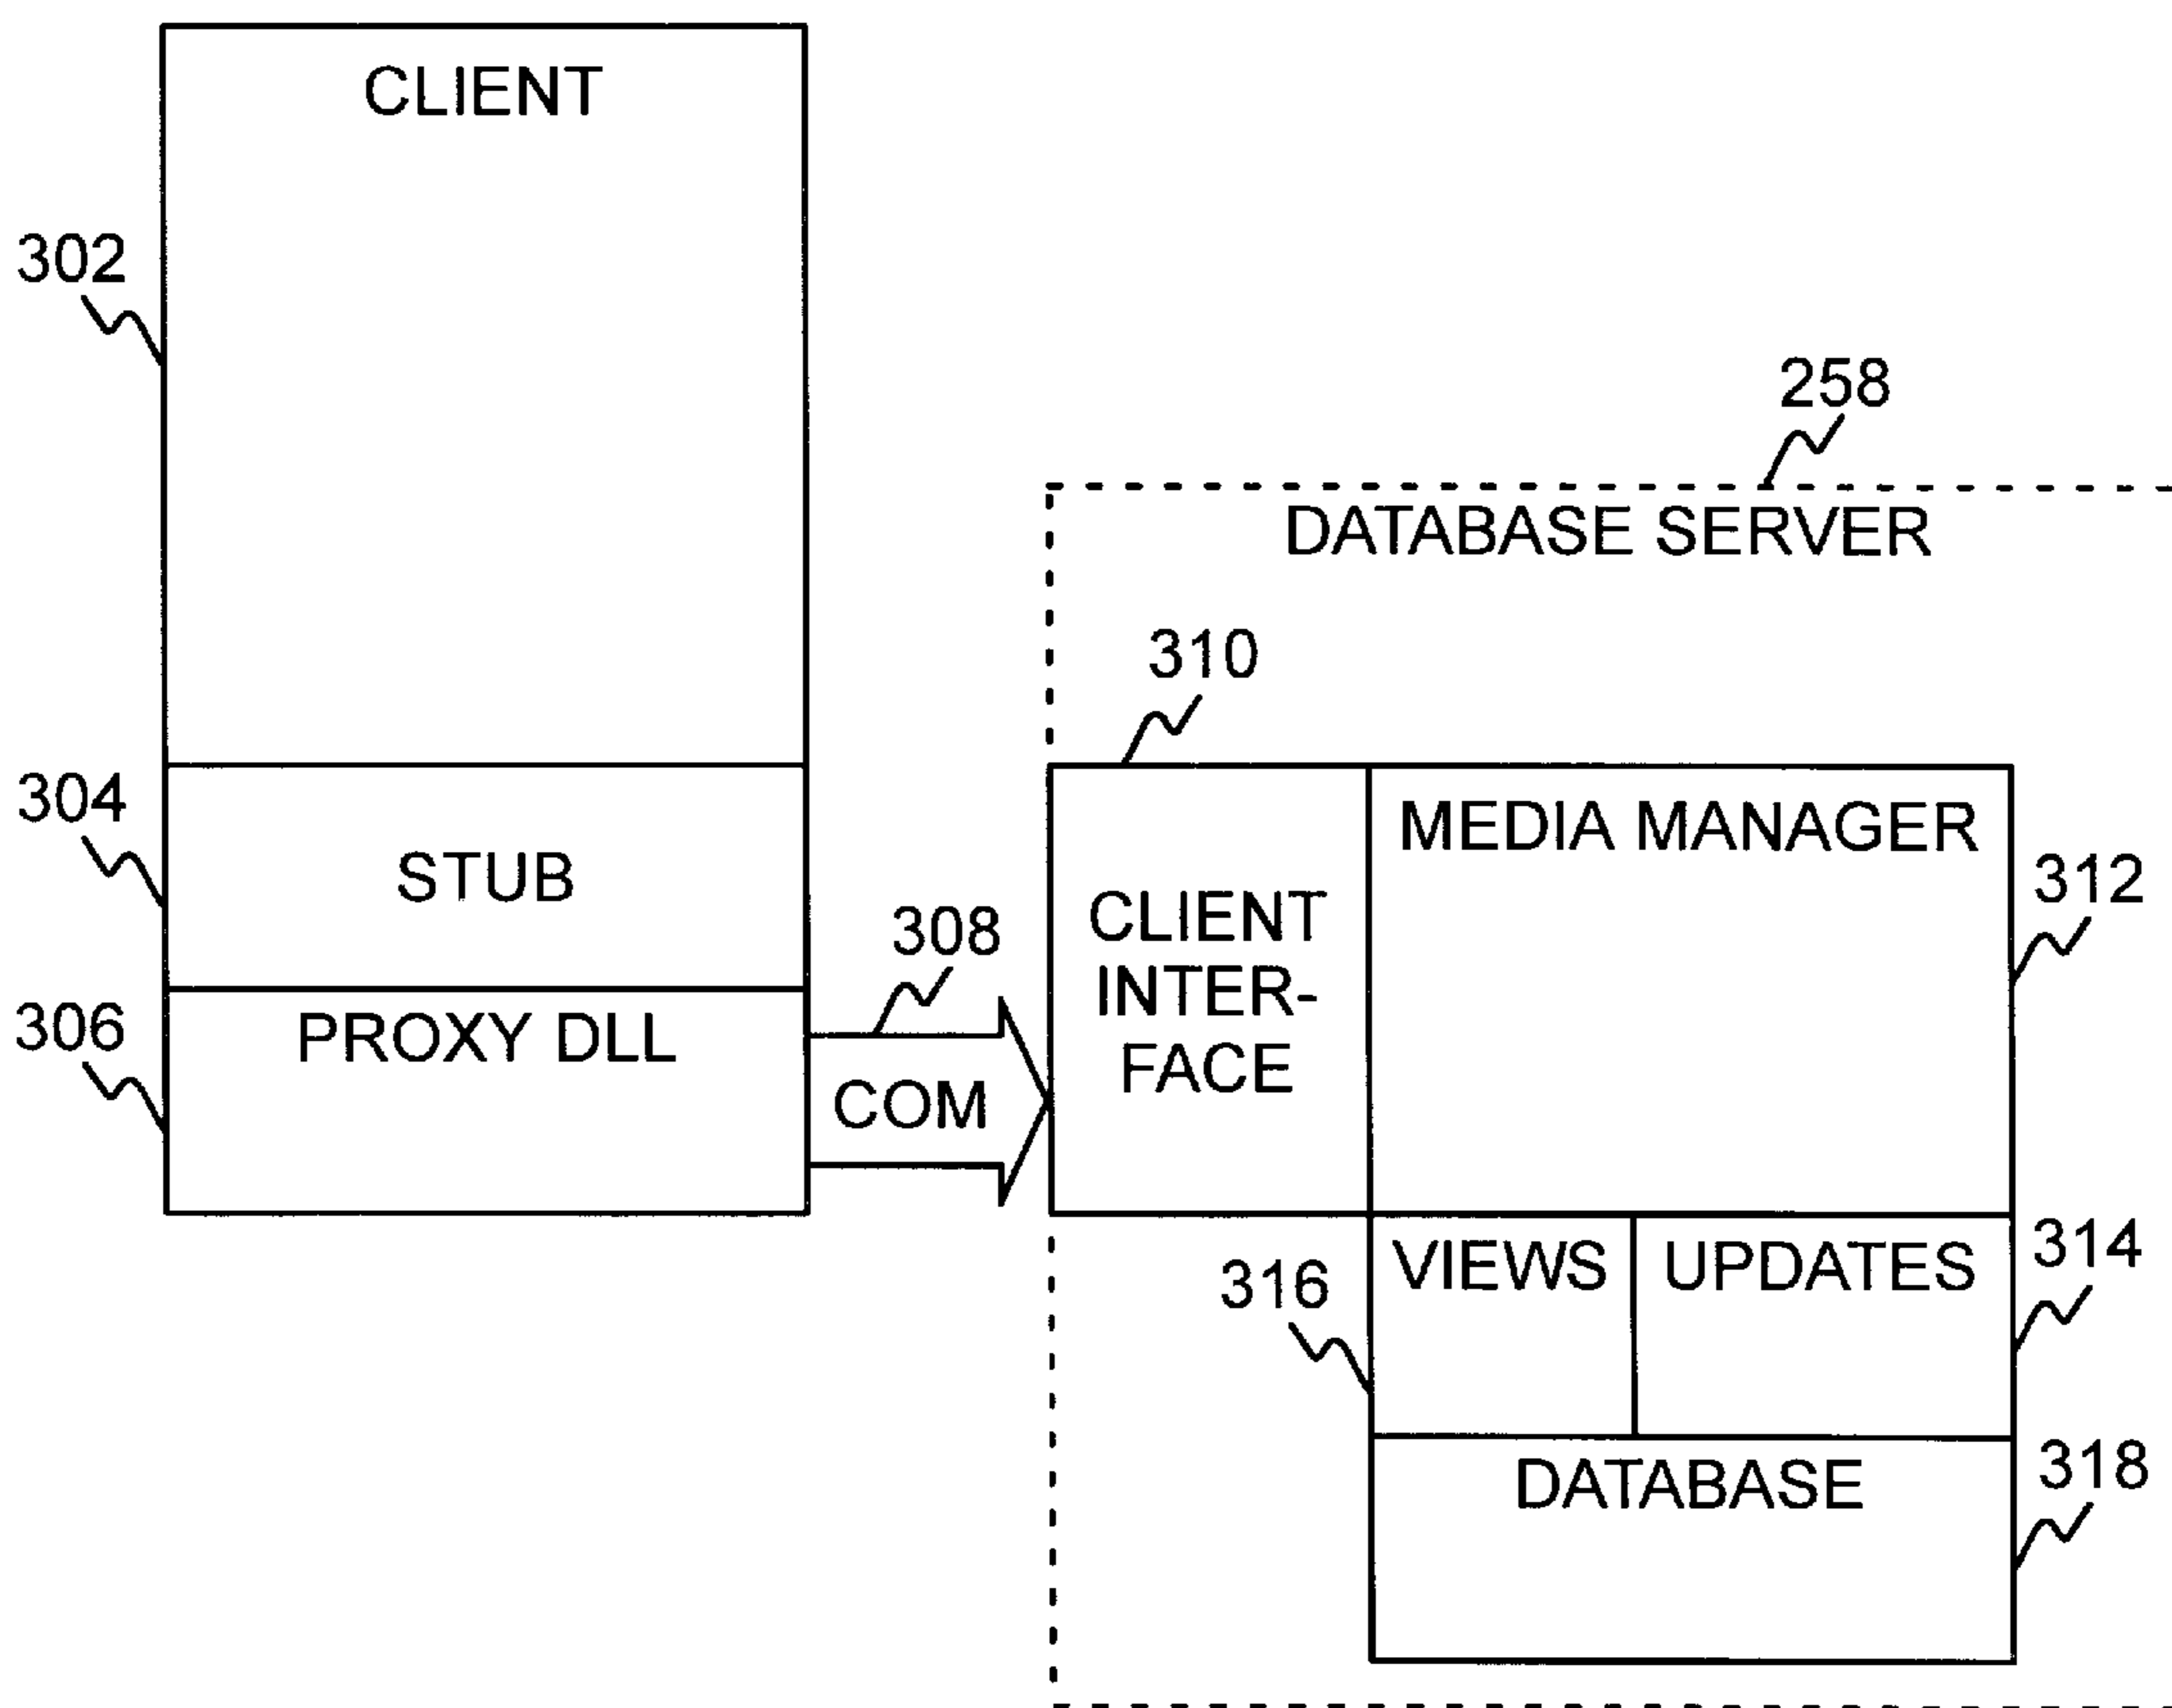 CLIENT
302
258
DATABASE SERVER
310
304
STUB
MEDIA MANAGER
312
308
CLIENT
INTER-
FACE
306
PROXY DLL
COM
314
VIEWS
UPDATES
316
318
DATABASE